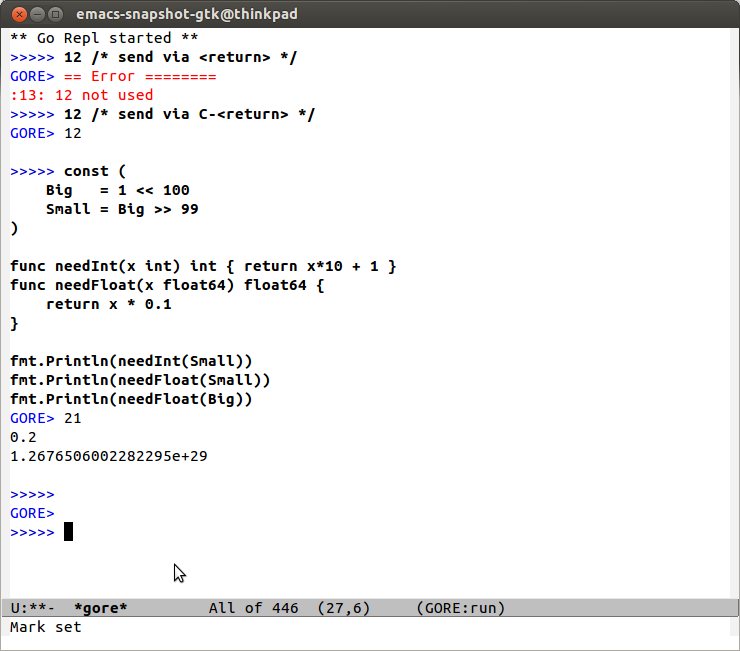 emacs-snapshot-gtk@thinkpad
** Go Repl started **
>>>>> 12 /* send via <return> */
GORE> == Error ========
:13: 12 not used
>>>>> 12 /* send via C-<return> */
GORE> 12
>>>>> const (
    Big   = 1 << 100
    Small = Big >> 99
)
func needInt(x int) int { return x*10 + 1 }
func needFloat(x float64) float64 {
    return x * 0.1
}
fmt.Println(needInt(Small))
fmt.Println(needFloat(Small))
fmt.Println(needFloat(Big))
GORE> 21
0.2
1.2676506002282295e+29
>>>>>
GORE>
>>>>>
U:**-  *gore*         All of 446  (27,6)     (GORE:run)
Mark set